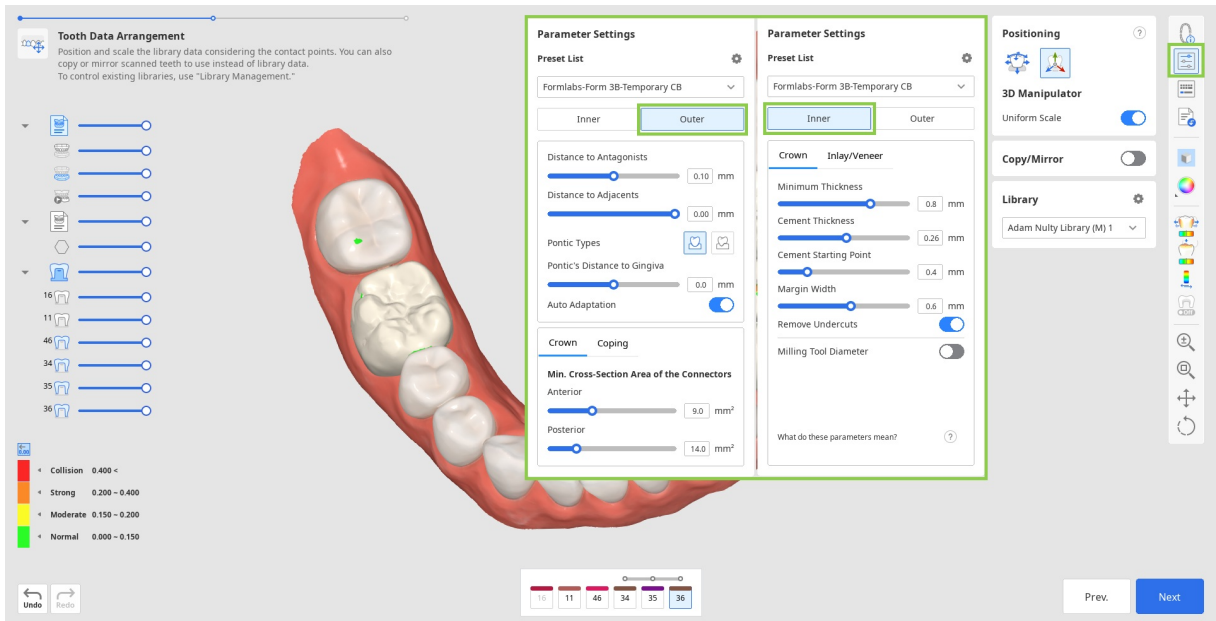 Tooth Data Arrangement
Position and scale the library data considering the contact points. You can also
copy or mirror scanned teeth to use instead of library data.
To control existing libraries, use "Library Management."
16
11
46
34
35
36
0.00
Collision 0.400 <
Strong 0.200 ~ 0.400
Moderate 0.150 ~ 0.200
Normal 0.000 ~ 0.150
Undo
Redo
Parameter Settings
Preset List
Formlabs-Form 3B-Temporary CB
Inner Outer
Distance to Antagonists
0.10 mm
Distance to Adjacents
0.00 mm
Pontic Types
Pontic's Distance to Gingiva
0.0 mm
Auto Adaptation
Crown Coping
Min. Cross-Section Area of the Connectors
Anterior
9.0 mm²
Posterior
14.0 mm²
Parameter Settings
Preset List
Formlabs-Form 3B-Temporary CB
Inner Outer
Crown Inlay/Veneer
Minimum Thickness
0.8 mm
Cement Thickness
0.26 mm
Cement Starting Point
0.4 mm
Margin Width
0.6 mm
Remove Undercuts
Milling Tool Diameter
What do these parameters mean? ?
Positioning ?
3D Manipulator
Uniform Scale
Copy/Mirror
Library
Adam Nulty Library (M) 1
16 11 46 34 35 36
Prev. Next